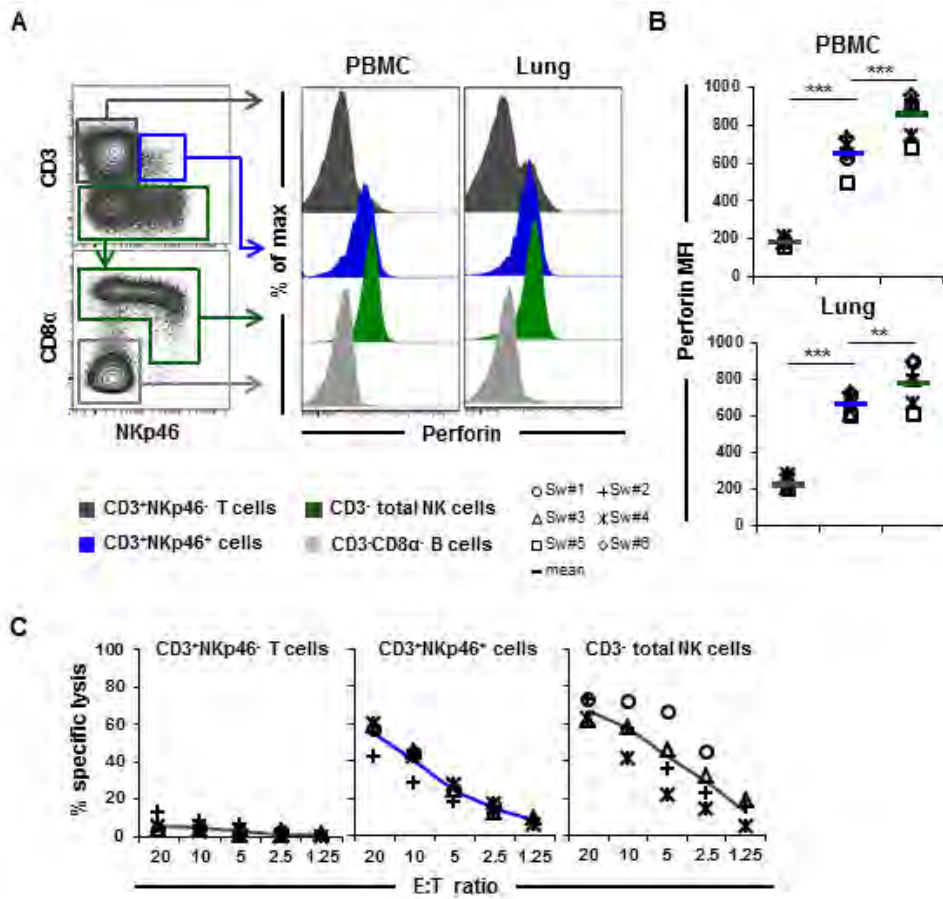 A
B
PBMC
Lung
CD3
CD8α
NKp46
% of max
Perforin
PBMC
***
***
1000
800
600
400
200
0
Perforin MFI
Lung
***
**
1000
800
600
400
200
0
CD3⁺NKp46⁻ T cells
CD3⁻ total NK cells
CD3⁺NKp46⁺ cells
CD3⁻CD8α⁻ B cells
Sw#1
Sw#2
Sw#3
Sw#4
Sw#5
Sw#6
mean
C
CD3⁺NKp46⁻ T cells
CD3⁺NKp46⁺ cells
CD3⁻ total NK cells
% specific lysis
100
80
60
40
20
0
20 10 5 2.5 1.25
20 10 5 2.5 1.25
20 10 5 2.5 1.25
E:T ratio